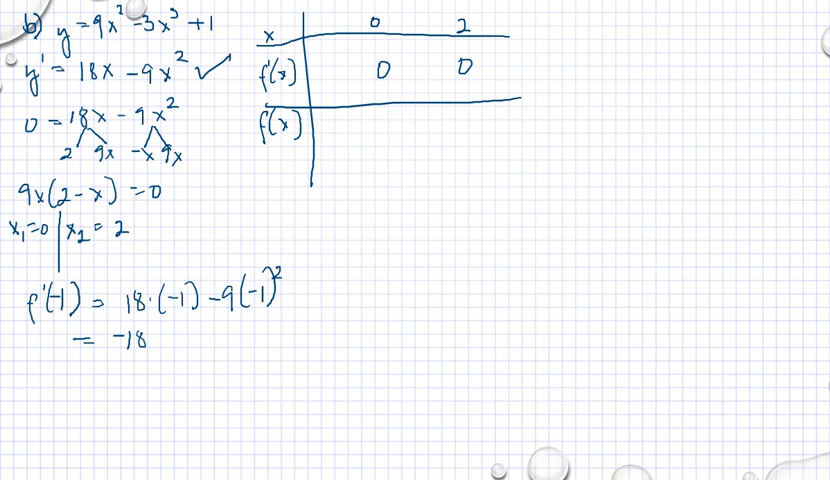 b) y = 9x² - 3x³ + 1
y' = 18x - 9x² ✓
0 = 18x - 9x²
2 9x -x 9x
9x(2 - x) = 0
x₁=0 | x₂ = 2
f'(-1) = 18·(-1) - 9(-1)²
= -18
x 0 2
f'(x) 0 0
f(x)